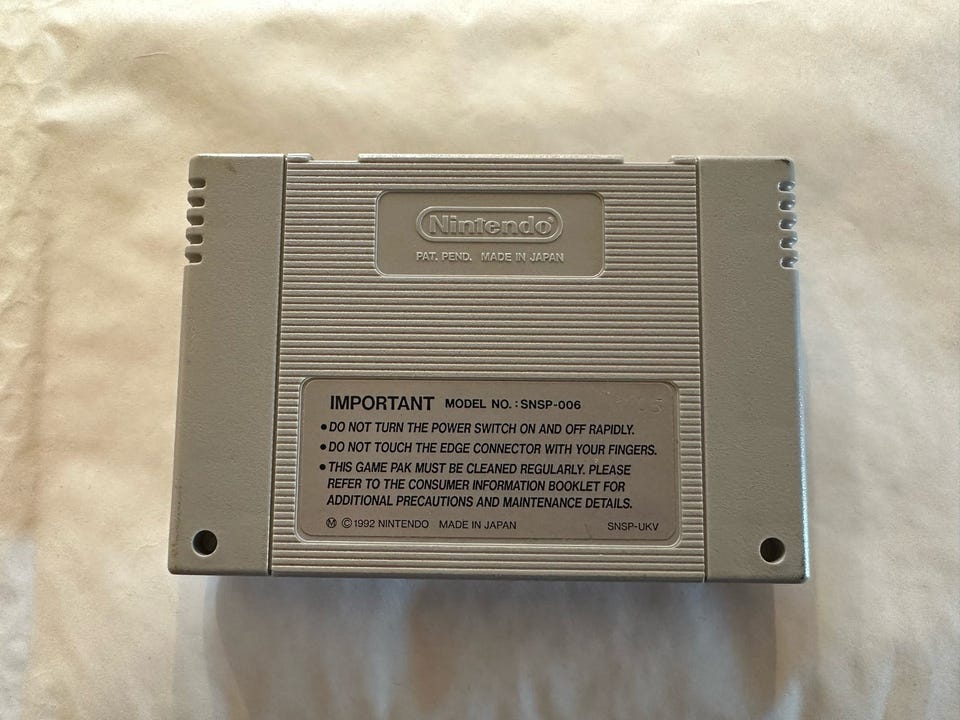 Nintendo®
PAT. PEND. MADE IN JAPAN
IMPORTANT MODEL NO.: SNSP-006
• DO NOT TURN THE POWER SWITCH ON AND OFF RAPIDLY.
• DO NOT TOUCH THE EDGE CONNECTOR WITH YOUR FINGERS.
• THIS GAME PAK MUST BE CLEANED REGULARLY. PLEASE
REFER TO THE CONSUMER INFORMATION BOOKLET FOR
ADDITIONAL PRECAUTIONS AND MAINTENANCE DETAILS.
Ⓜ ©1992 NINTENDO MADE IN JAPAN SNSP-UKV